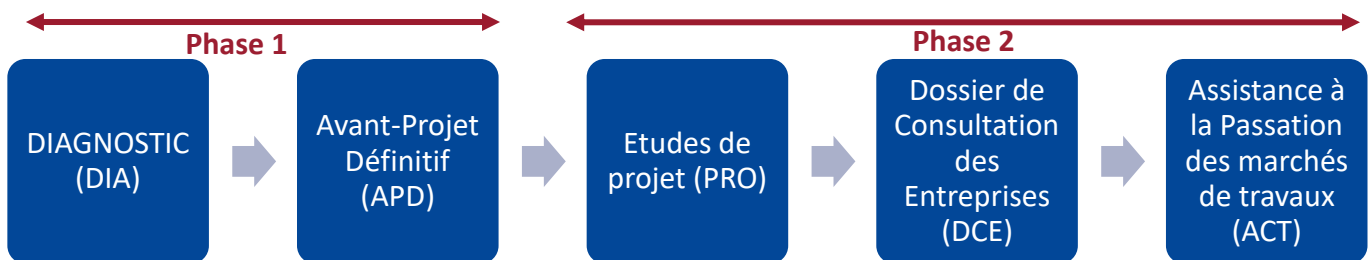 Phase 1
Phase 2
DIAGNOSTIC
(DIA)
Avant-Projet
Définitif
(APD)
Etudes de
projet (PRO)
Dossier de
Consultation
des
Entreprises
(DCE)
Assistance à
la Passation
des marchés
de travaux
(ACT)